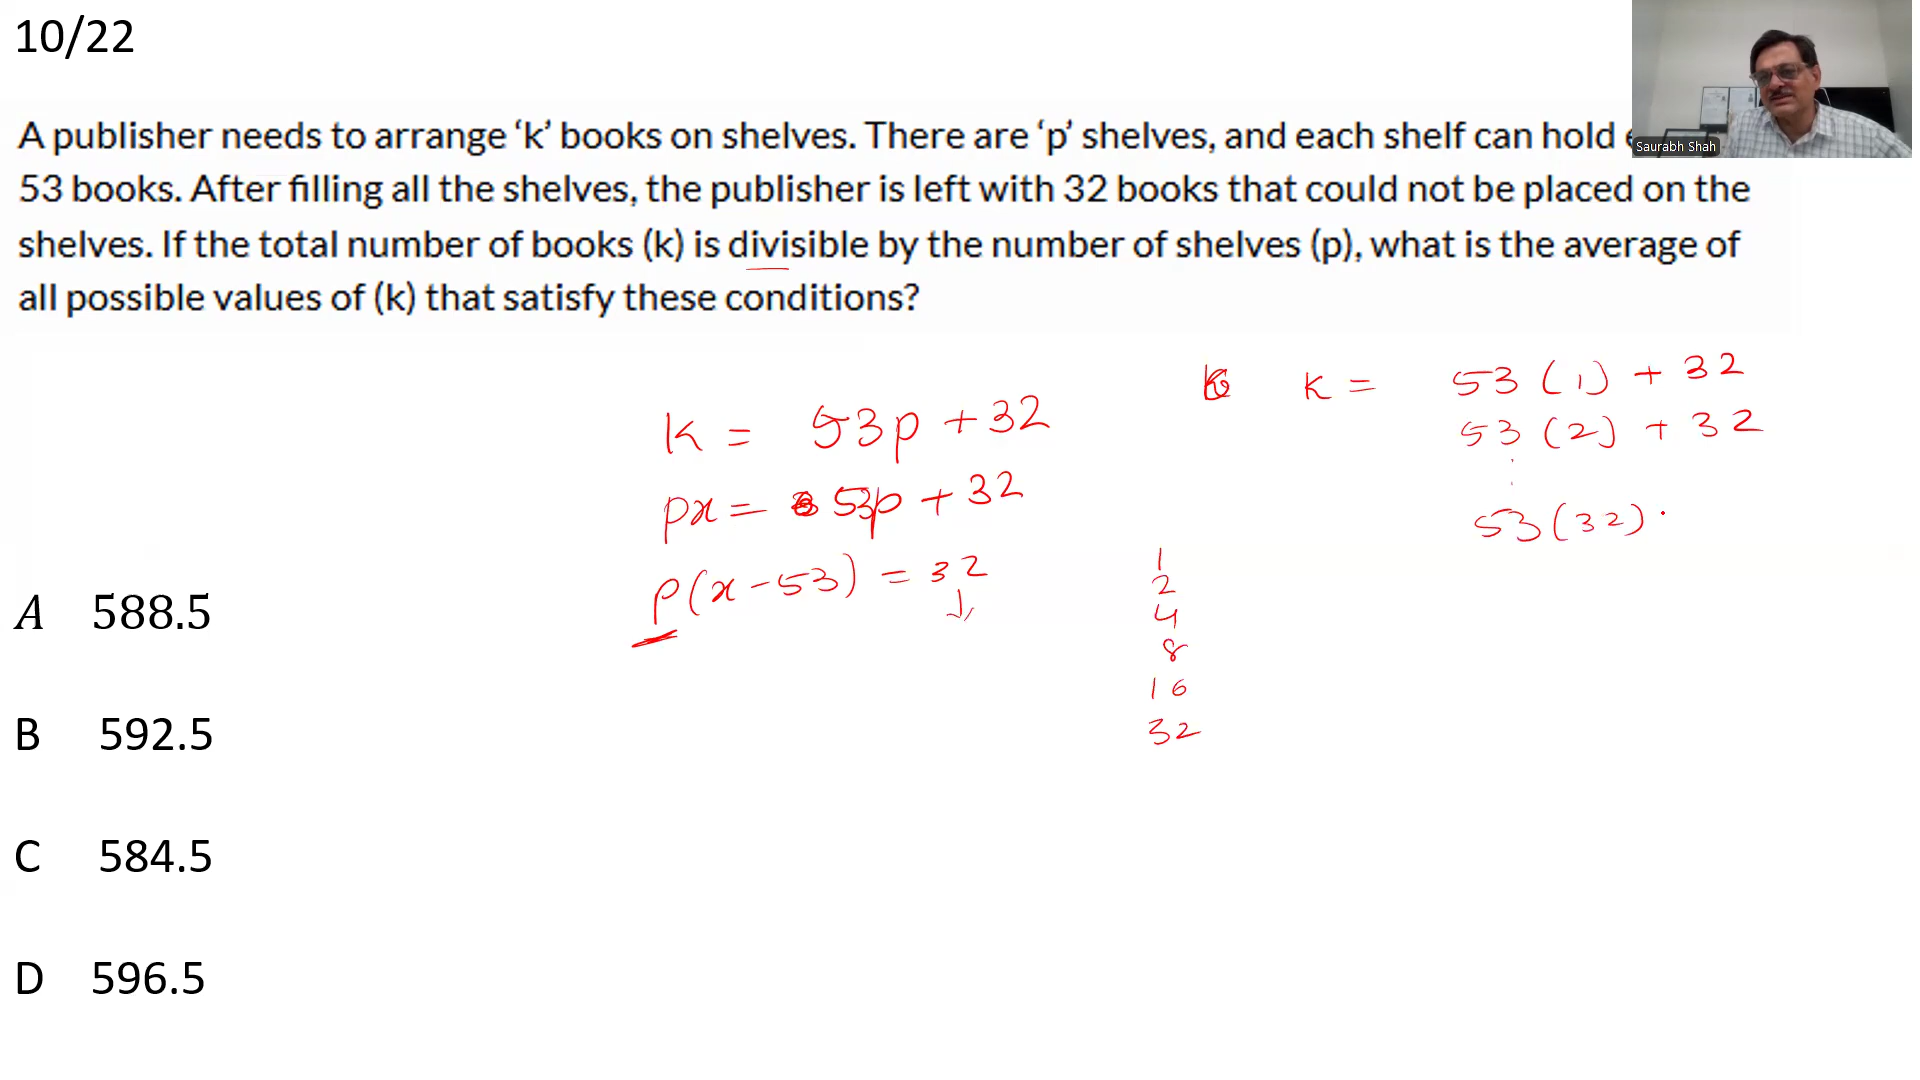 10/22
A publisher needs to arrange ‘k’ books on shelves. There are ‘p’ shelves, and each shelf can hold
53 books. After filling all the shelves, the publisher is left with 32 books that could not be placed on the
shelves. If the total number of books (k) is divisible by the number of shelves (p), what is the average of
all possible values of (k) that satisfy these conditions?
Saurabh Shah
K = 53p + 32
px = 53p + 32
p(x - 53) = 32
K = 53 (1) + 32
53 (2) + 32
53 (32)
1
2
4
8
16
32
A 588.5
B 592.5
C 584.5
D 596.5